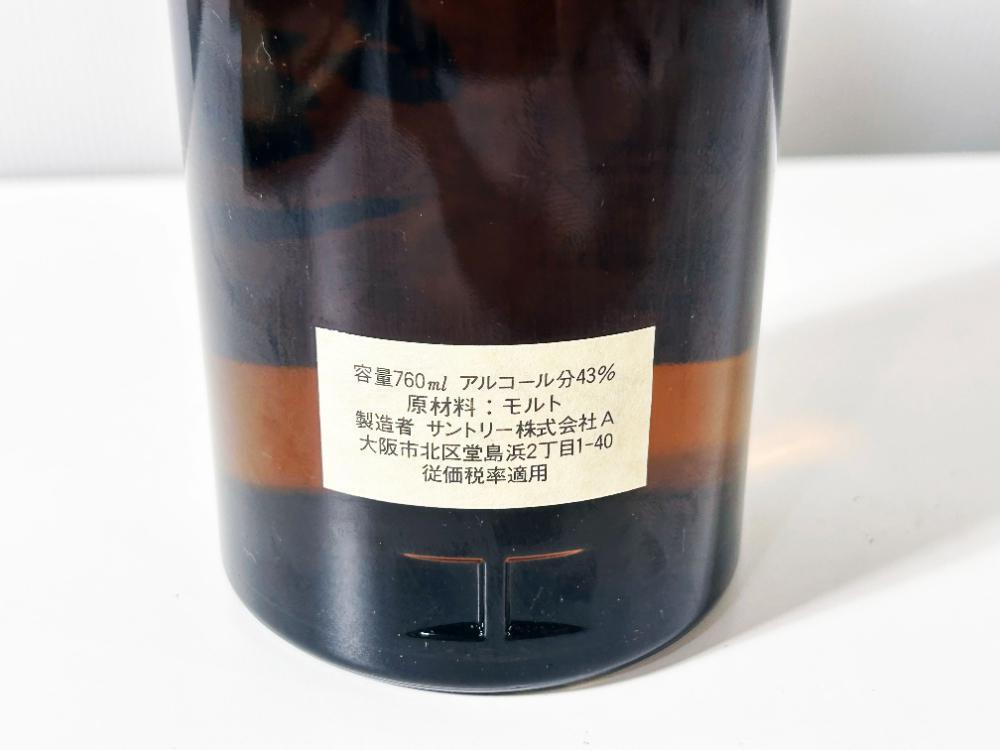 容量760ml アルコール分43%
原材料：モルト
製造者 サントリー株式会社A
大阪市北区堂島浜2丁目1-40
従価税率適用